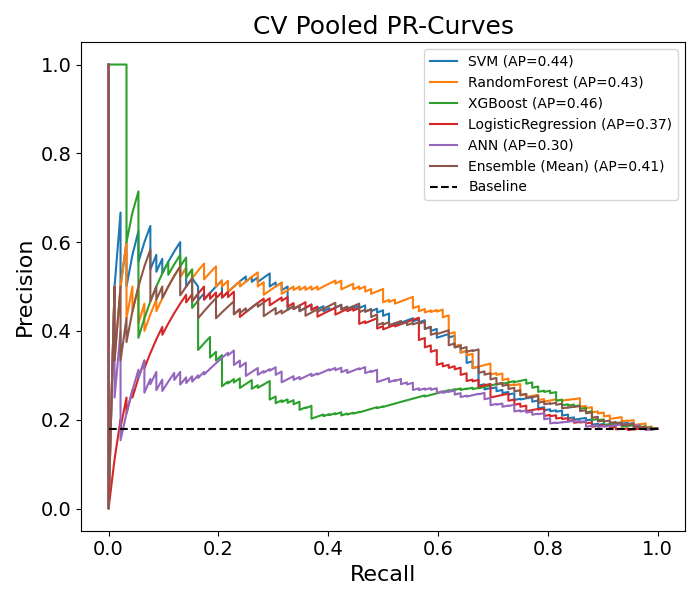 CV Pooled PR-Curves
SVM (AP=0.44)
RandomForest (AP=0.43)
XGBoost (AP=0.46)
LogisticRegression (AP=0.37)
ANN (AP=0.30)
Ensemble (Mean) (AP=0.41)
Baseline
Precision
1.0
0.8
0.6
0.4
0.2
0.0
0.0 0.2 0.4 0.6 0.8 1.0
Recall